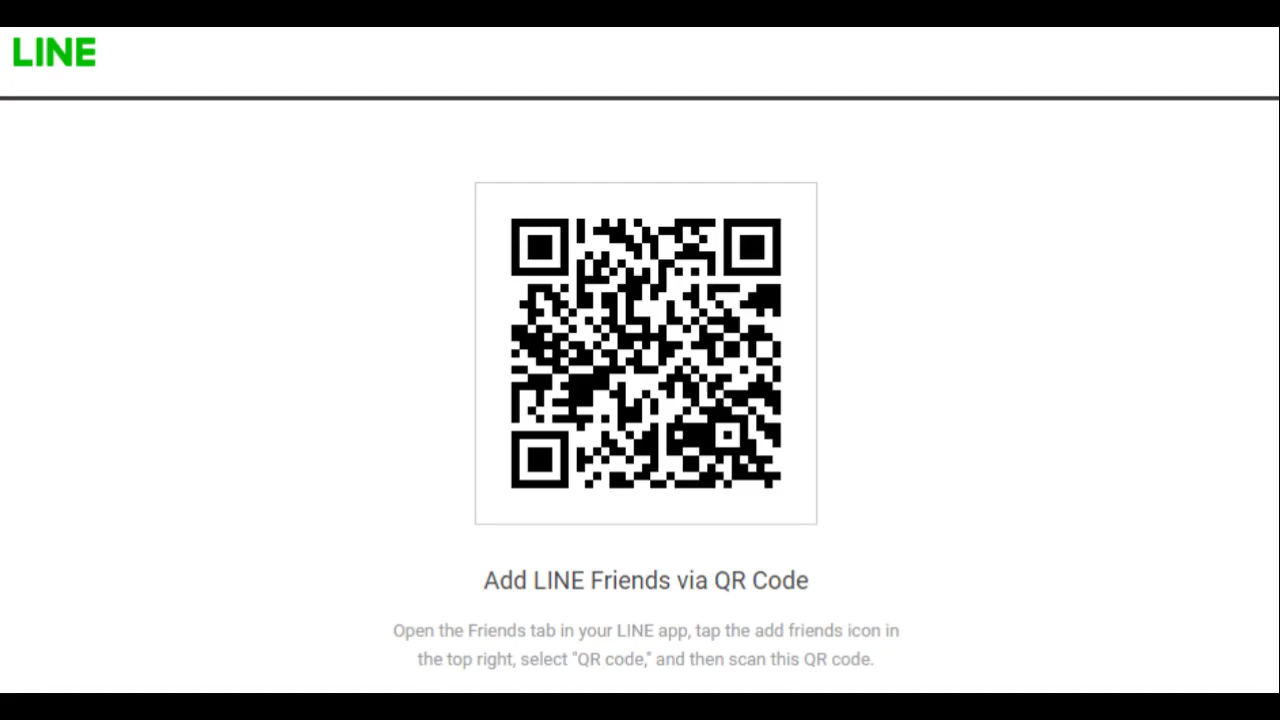 LINE
Add LINE Friends via QR Code
Open the Friends tab in your LINE app, tap the add friends icon in
the top right, select "QR code," and then scan this QR code.